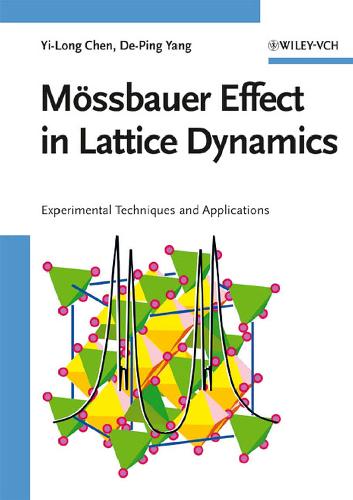 Yi-Long Chen, De-Ping Yang
WILEY-VCH
Mössbauer Effect
in Lattice Dynamics
Experimental Techniques and Applications